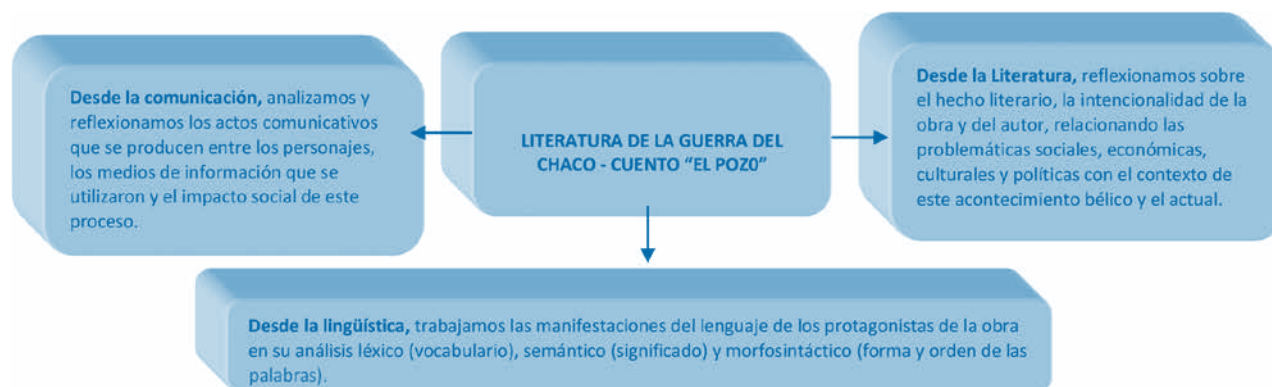 Desde la comunicación, analizamos y
reflexionamos los actos comunicativos
que se producen entre los personajes,
los medios de información que se
utilizaron y el impacto social de este
proceso.
LITERATURA DE LA GUERRA DEL
CHACO - CUENTO “EL POZ0”
Desde la Literatura, reflexionamos sobre
el hecho literario, la intencionalidad de la
obra y del autor, relacionando las
problemáticas sociales, económicas,
culturales y políticas con el contexto de
este acontecimiento bélico y el actual.
Desde la lingüística, trabajamos las manifestaciones del lenguaje de los protagonistas de la obra
en su análisis léxico (vocabulario), semántico (significado) y morfosintáctico (forma y orden de las
palabras).